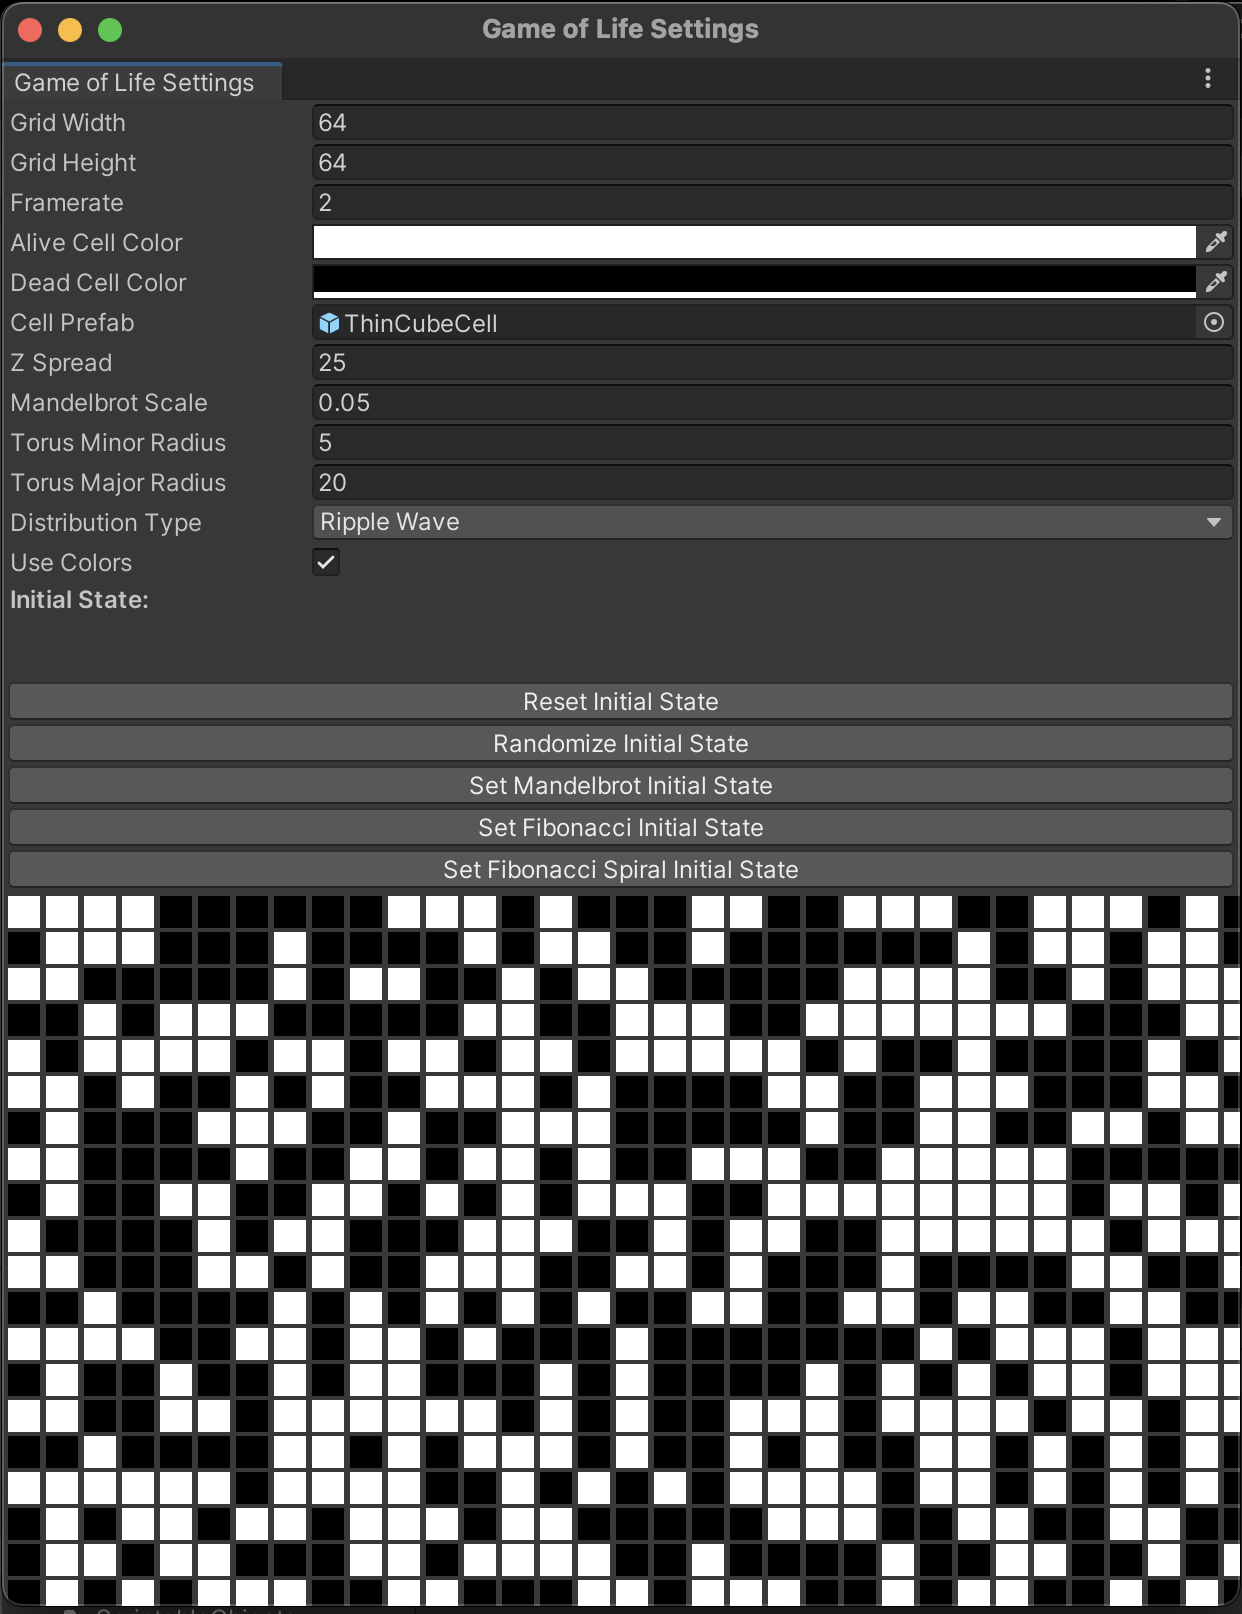 Game of Life Settings
Game of Life Settings
Grid Width 64
Grid Height 64
Framerate 2
Alive Cell Color
Dead Cell Color
Cell Prefab ThinCubeCell
Z Spread 25
Mandelbrot Scale 0.05
Torus Minor Radius 5
Torus Major Radius 20
Distribution Type Ripple Wave
Use Colors
Initial State:
Reset Initial State
Randomize Initial State
Set Mandelbrot Initial State
Set Fibonacci Initial State
Set Fibonacci Spiral Initial State